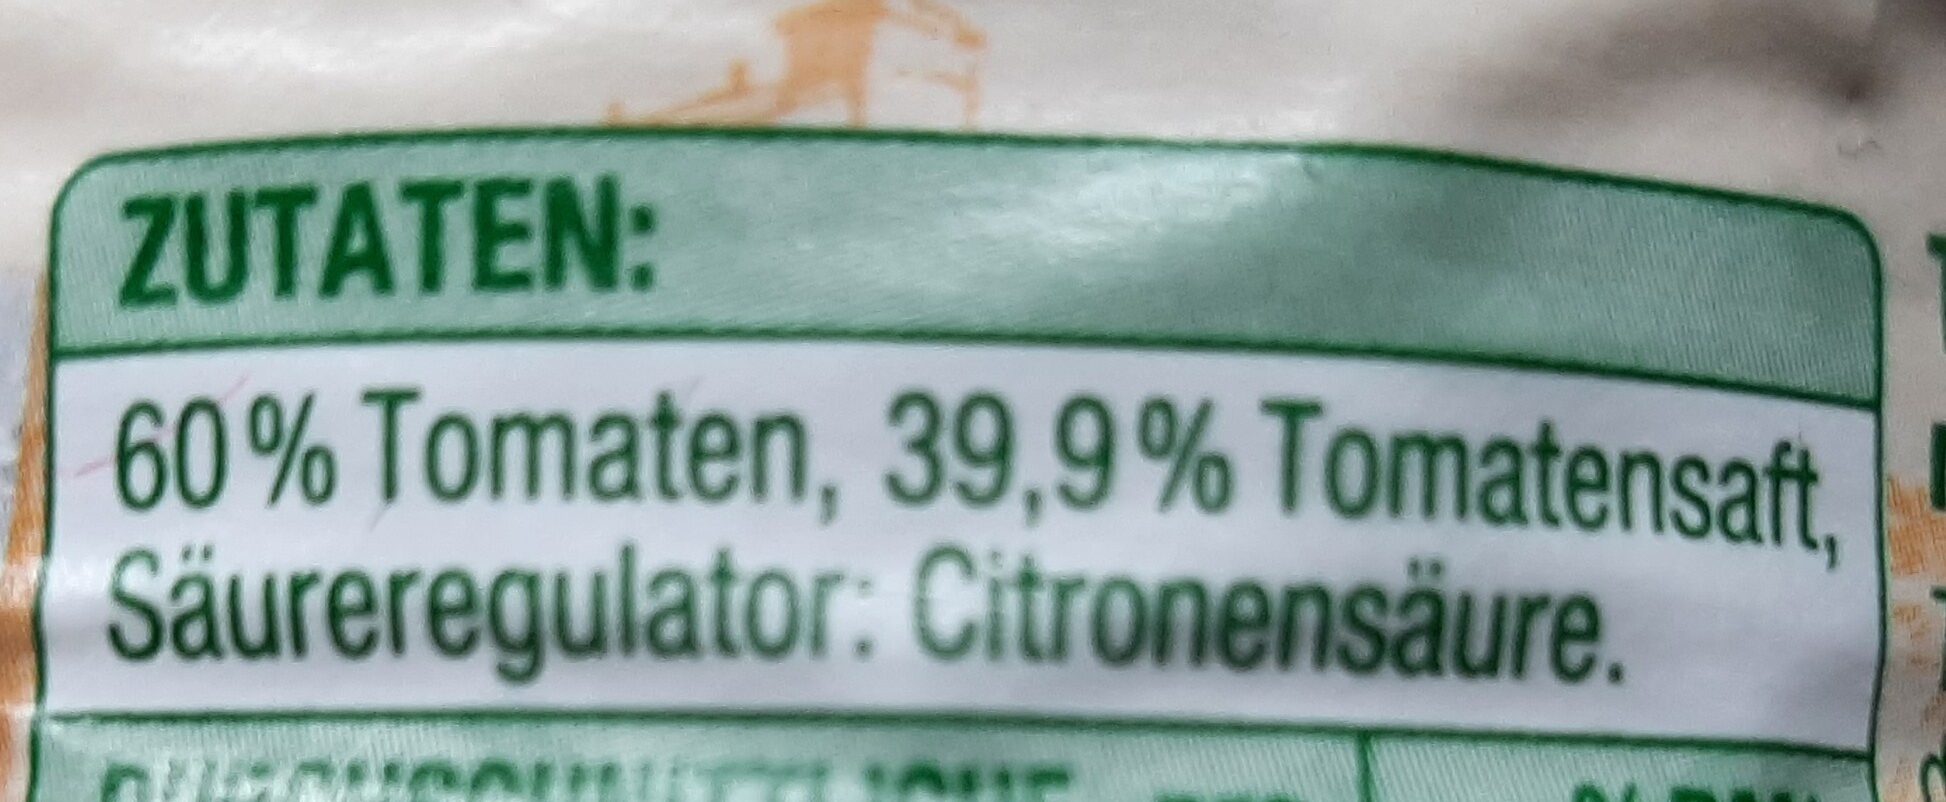 ZUTATEN:
60% Tomaten, 39,9% Tomatensaft,
Säureregulator: Citronensäure.